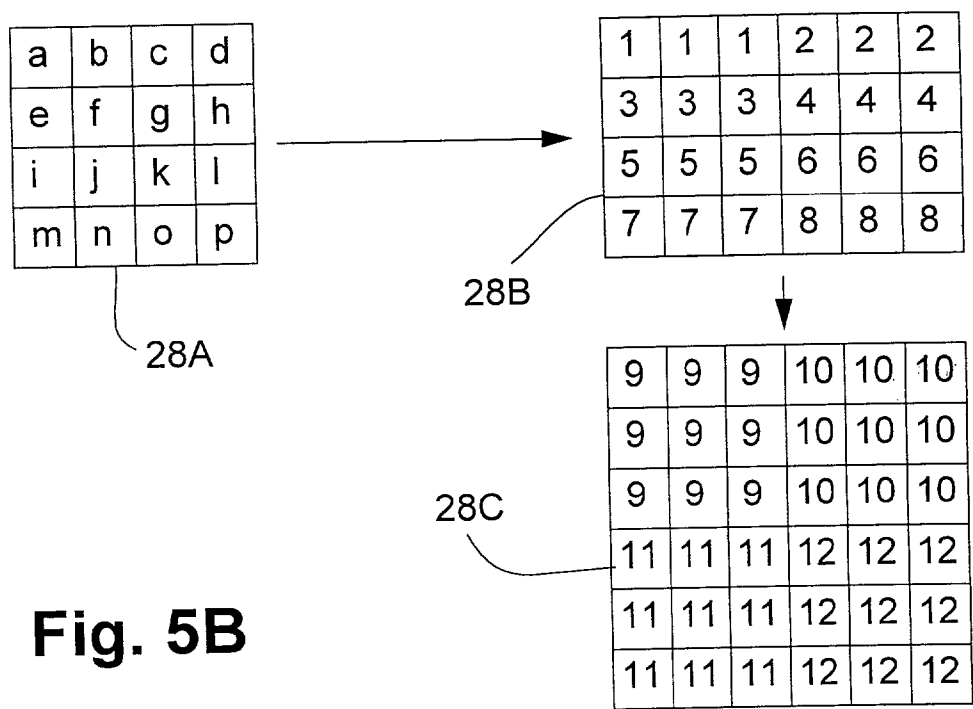 a b c d
e f g h
i j k l
m n o p
28A
1 1 1 2 2 2
3 3 3 4 4 4
5 5 5 6 6 6
7 7 7 8 8 8
28B
9 9 9 10 10 10
9 9 9 10 10 10
9 9 9 10 10 10
11 11 11 12 12 12
11 11 11 12 12 12
11 11 11 12 12 12
28C
Fig. 5B